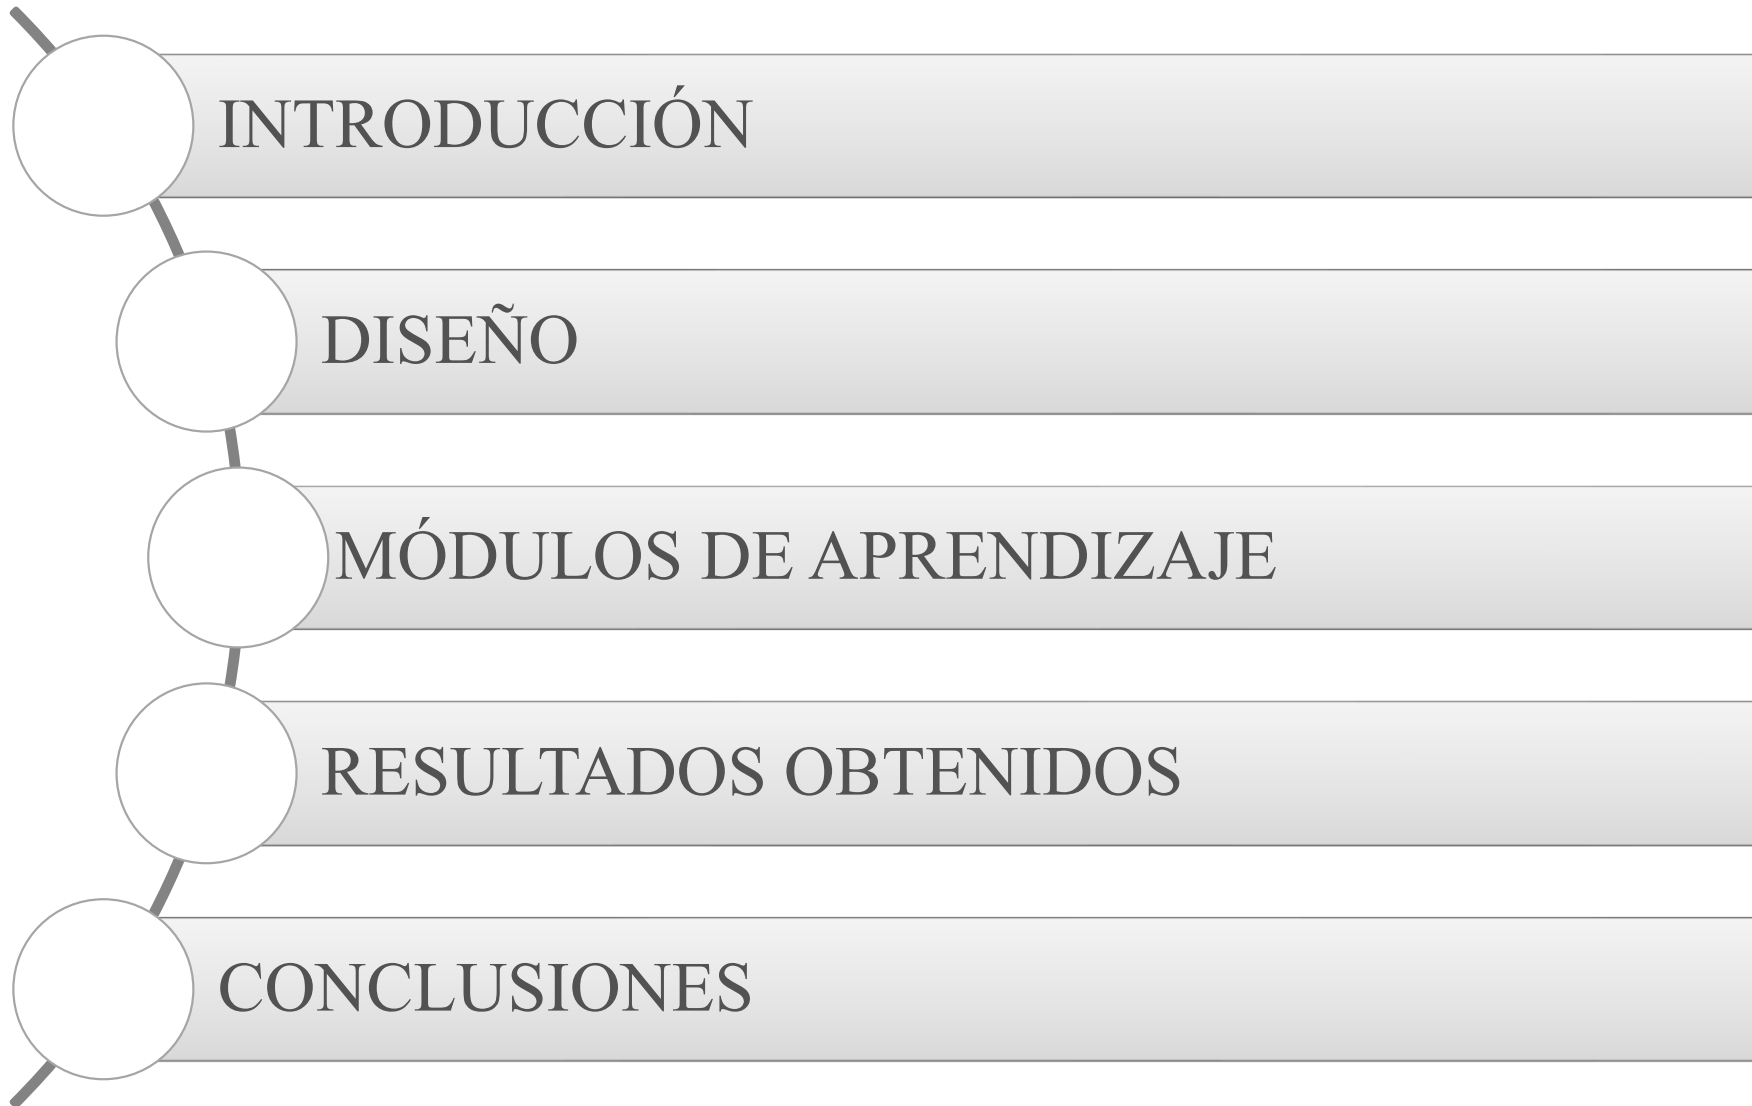 INTRODUCCIÓN
DISEÑO
MÓDULOS DE APRENDIZAJE
RESULTADOS OBTENIDOS
CONCLUSIONES